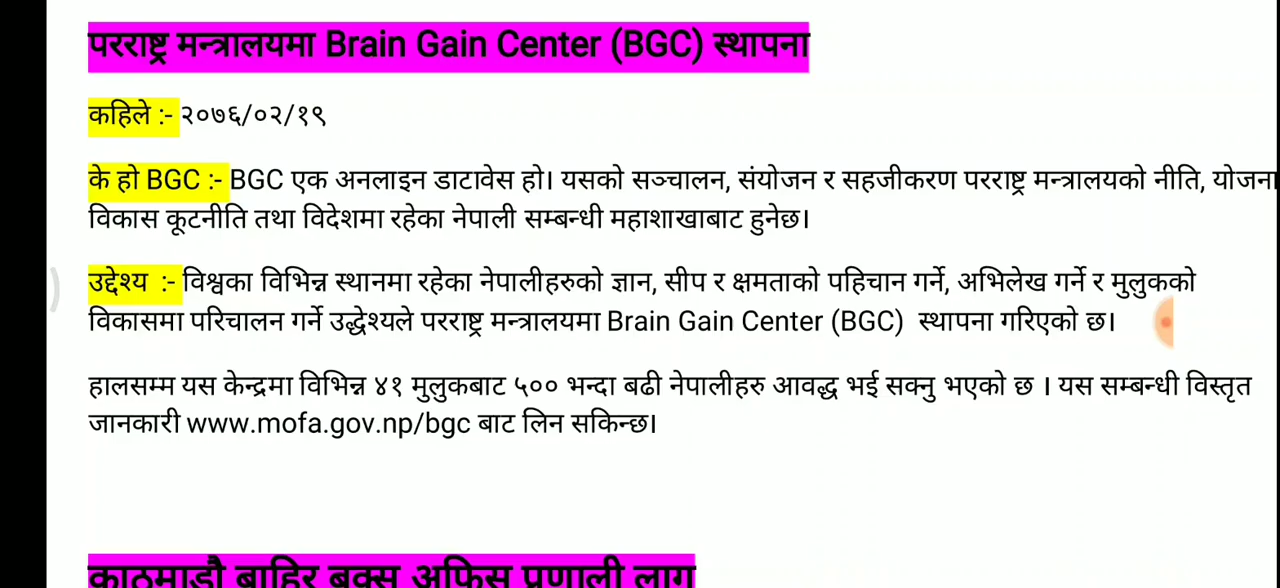 परराष्ट्र मन्त्रालयमा Brain Gain Center (BGC) स्थापना
कहिले :- २०७६/०२/१९
के हो BGC :- BGC एक अनलाइन डाटावेस हो। यसको सञ्चालन, संयोजन र सहजीकरण परराष्ट्र मन्त्रालयको नीति, योजना
विकास कूटनीति तथा विदेशमा रहेका नेपाली सम्बन्धी महाशाखाबाट हुनेछ।
उद्देश्य :- विश्वका विभिन्न स्थानमा रहेका नेपालीहरुको ज्ञान, सीप र क्षमताको पहिचान गर्ने, अभिलेख गर्ने र मुलुकको
विकासमा परिचालन गर्ने उद्धेश्यले परराष्ट्र मन्त्रालयमा Brain Gain Center (BGC) स्थापना गरिएको छ।
हालसम्म यस केन्द्रमा विभिन्न ४१ मुलुकबाट ५०० भन्दा बढी नेपालीहरु आवद्ध भई सक्नु भएको छ । यस सम्बन्धी विस्तृत
जानकारी www.mofa.gov.np/bgc बाट लिन सकिन्छ।
काठमाडौ बाहिर बक्स अफिस प्रणाली लागु